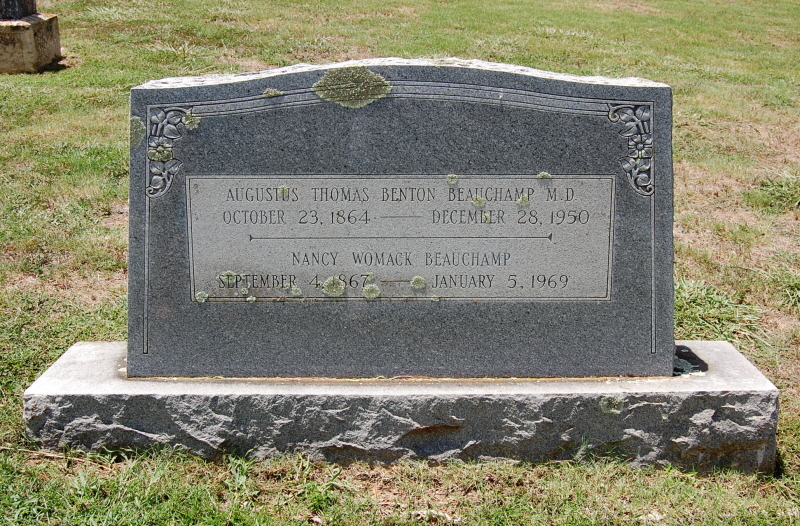 AUGUSTUS THOMAS BENTON BEAUCHAMP M.D.
OCTOBER 23, 1864 — DECEMBER 28, 1950
NANCY WOMACK BEAUCHAMP
SEPTEMBER 4, 1867 — JANUARY 5, 1969